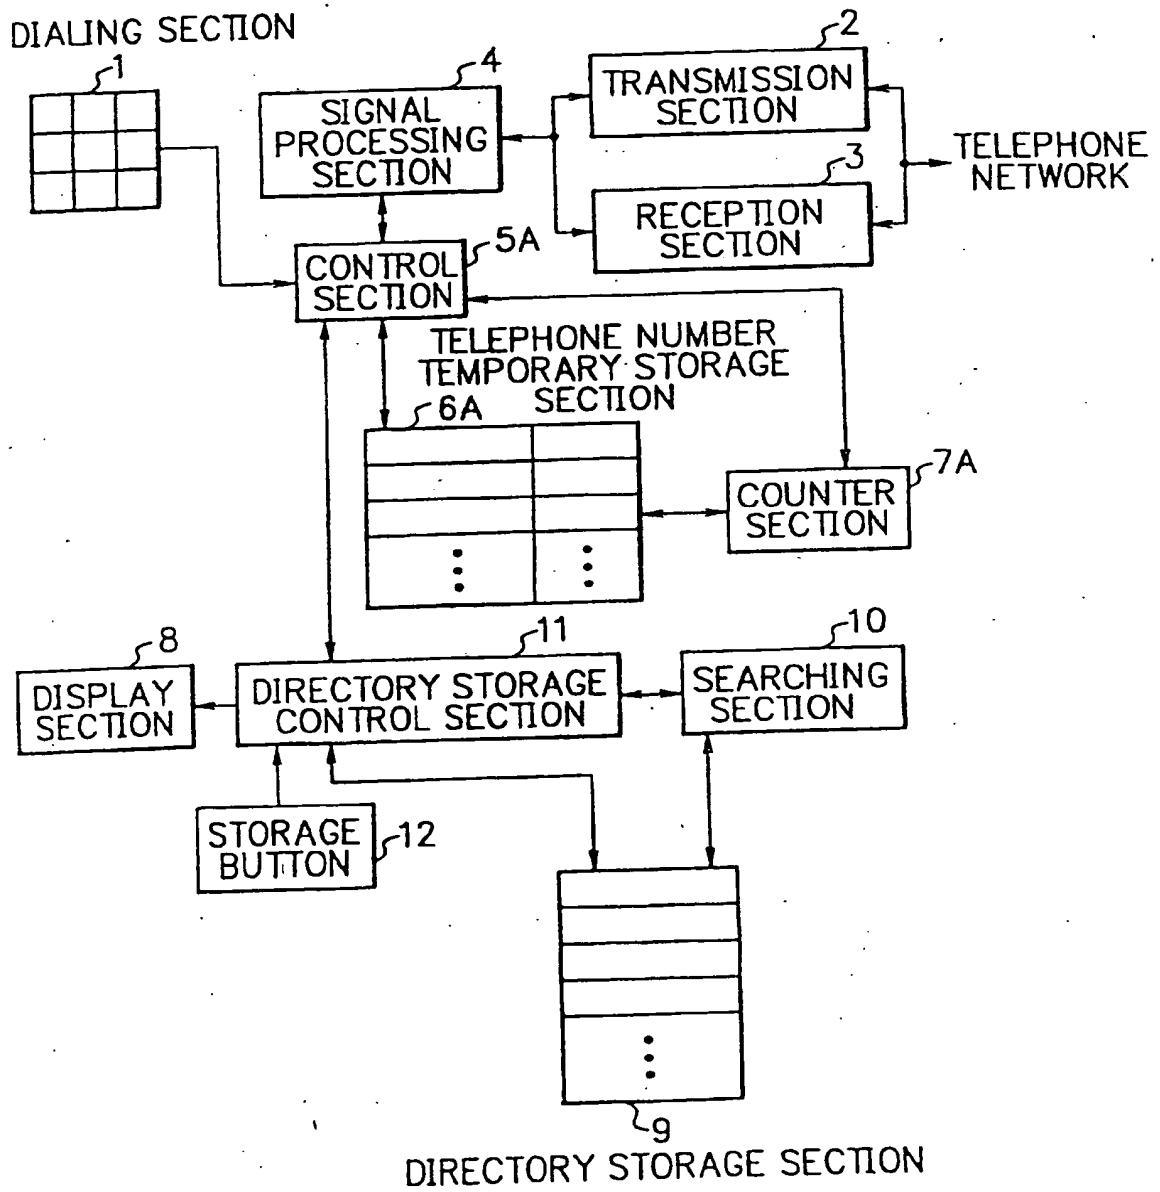 DIALING SECTION
1
4
SIGNAL
PROCESSING
SECTION
2
TRANSMISSION
SECTION
3
RECEPTION
SECTION
TELEPHONE
NETWORK
5A
CONTROL
SECTION
TELEPHONE NUMBER
TEMPORARY STORAGE
SECTION
6A
7A
COUNTER
SECTION
8
DISPLAY
SECTION
11
DIRECTORY STORAGE
CONTROL SECTION
10
SEARCHING
SECTION
STORAGE
BUTTON
12
9
DIRECTORY STORAGE SECTION